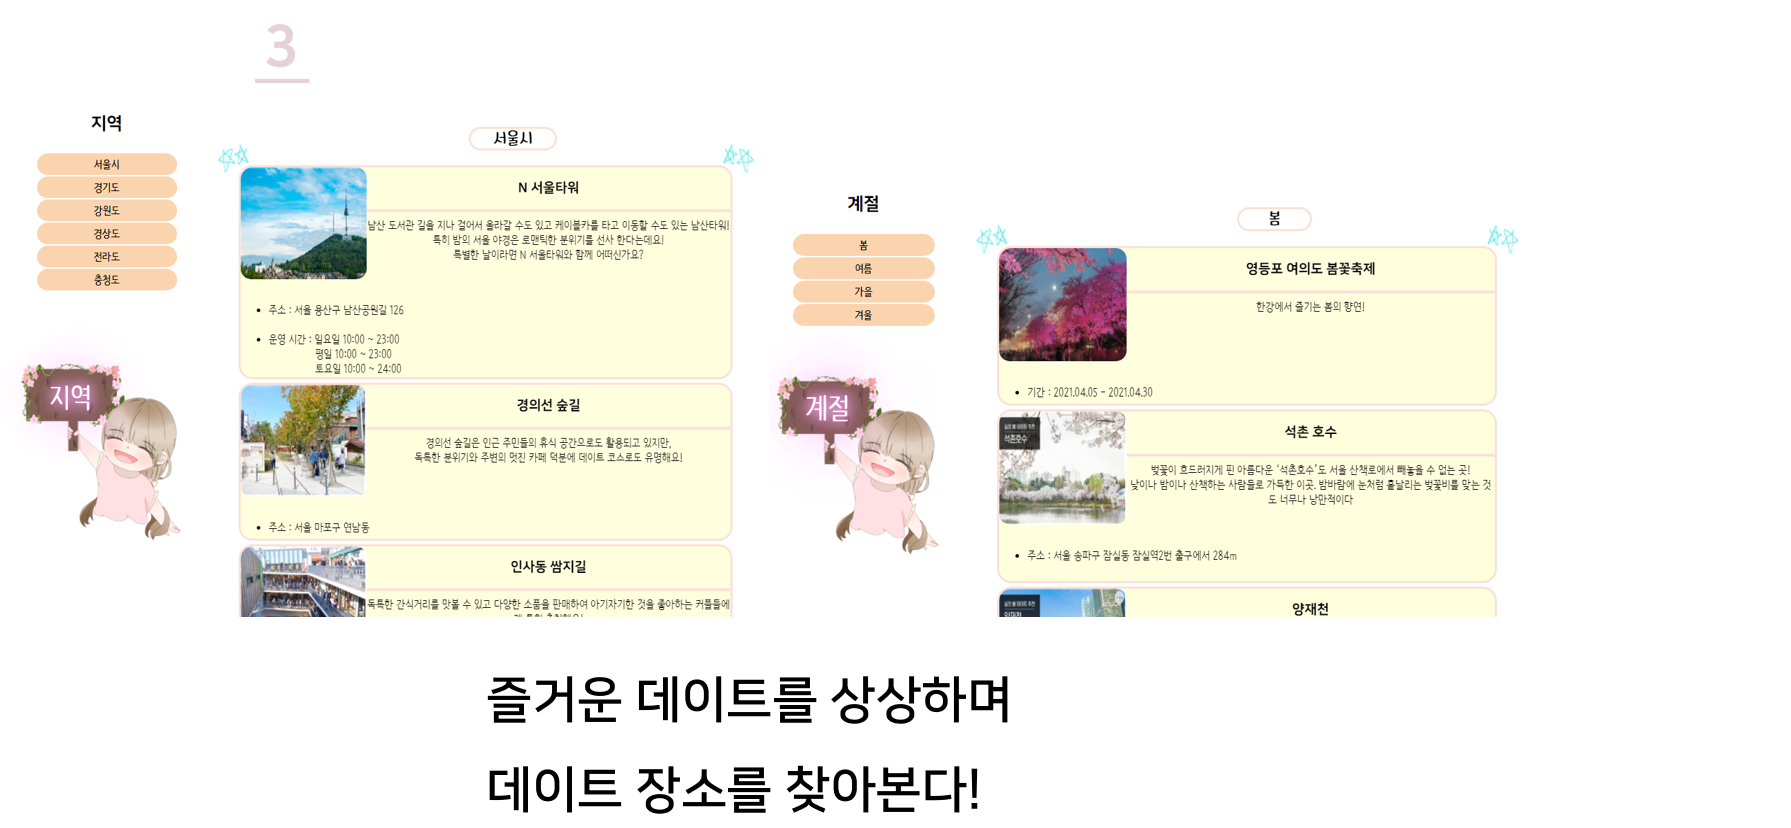 3
지역
서울시
경기도
강원도
경상도
전라도
충청도
지역
서울시
N 서울타워
남산 도서관 길을 지나 걸어서 올라갈 수도 있고 케이블카를 타고 이동할 수도 있는 남산타워!
특히 밤의 서울 야경은 로맨틱한 분위기를 선사 한다는데요!
특별한 날이라면 N 서울타워와 함께 어떠신가요?
• 주소 : 서울 용산구 남산공원길 126
• 운영 시간 : 일요일 10:00 ~ 23:00
평일 10:00 ~ 23:00
토요일 10:00 ~ 24:00
경의선 숲길
경의선 숲길은 인근 주민들의 휴식 공간으로도 활용되고 있지만,
독특한 분위기와 주변의 멋진 카페 덕분에 데이트 코스로도 유명해요!
• 주소 : 서울 마포구 연남동
인사동 쌈지길
독특한 간식거리를 맛볼 수 있고 다양한 소품을 판매하여 아기자기한 것을 좋아하는 커플들에
계절
봄
여름
가을
겨울
계절
봄
영등포 여의도 봄꽃축제
한강에서 즐기는 봄의 향연!
• 기간 : 2021.04.05 - 2021.04.30
석촌호수
석촌 호수
벚꽃이 흐드러지게 핀 아름다운 '석촌호수'도 서울 산책로에서 빼놓을 수 없는 곳!
낮이나 밤이나 산책하는 사람들로 가득한 이곳. 밤바람에 눈처럼 흩날리는 벚꽃비를 맞는 것
도 너무나 낭만적이다
• 주소 : 서울 송파구 잠실동 잠실역2번 출구에서 284m
양재천
즐거운 데이트를 상상하며
데이트 장소를 찾아본다!